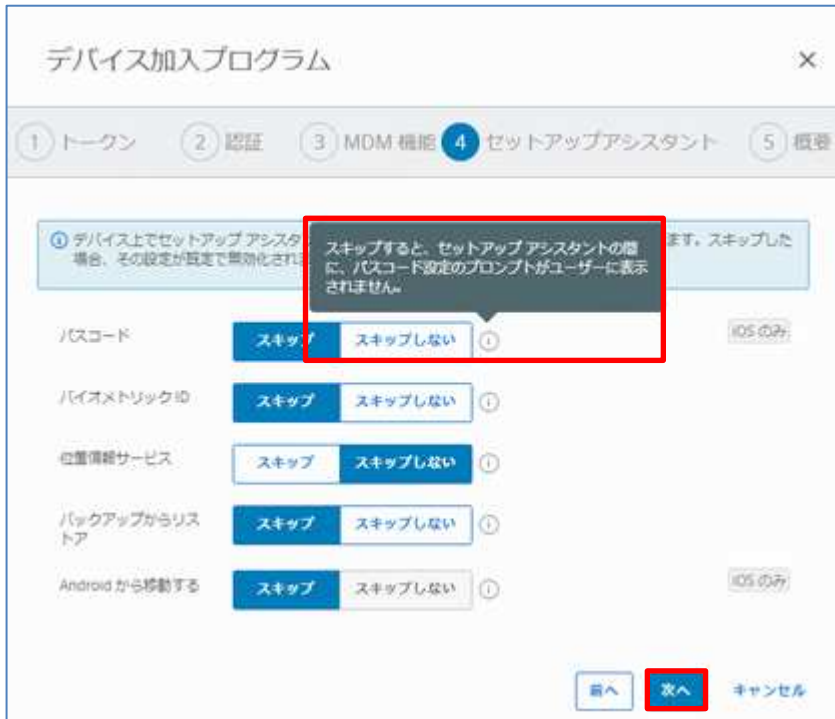 デバイス加入プログラム ×
1 トークン 2 認証 3 MDM 機能 4 セットアップアシスタント 5 概要
デバイス上でセットアップ アシスタ ます。スキップした
場合、その設定が既定で無効化されま
スキップすると、セットアップ アシスタントの間
に、パスコード設定のプロンプトがユーザーに表示
されません。
パスコード スキップ スキップしない iOS のみ
バイオメトリック ID スキップ スキップしない
位置情報サービス スキップ スキップしない
バックアップからリス
トア スキップ スキップしない
Android から移動する スキップ スキップしない iOS のみ
前へ 次へ キャンセル